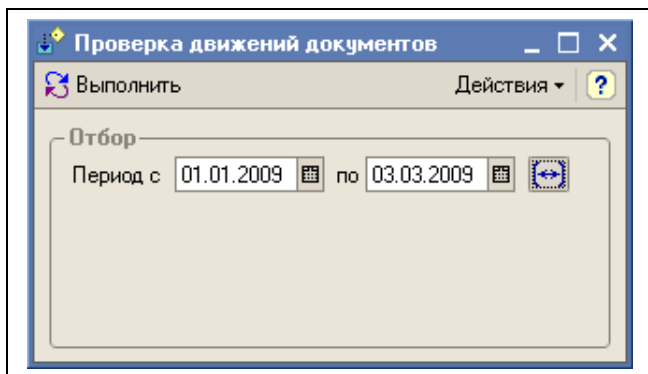 Проверка движений документов
Выполнить Действия ?
Отбор
Период с 01.01.2009 по 03.03.2009